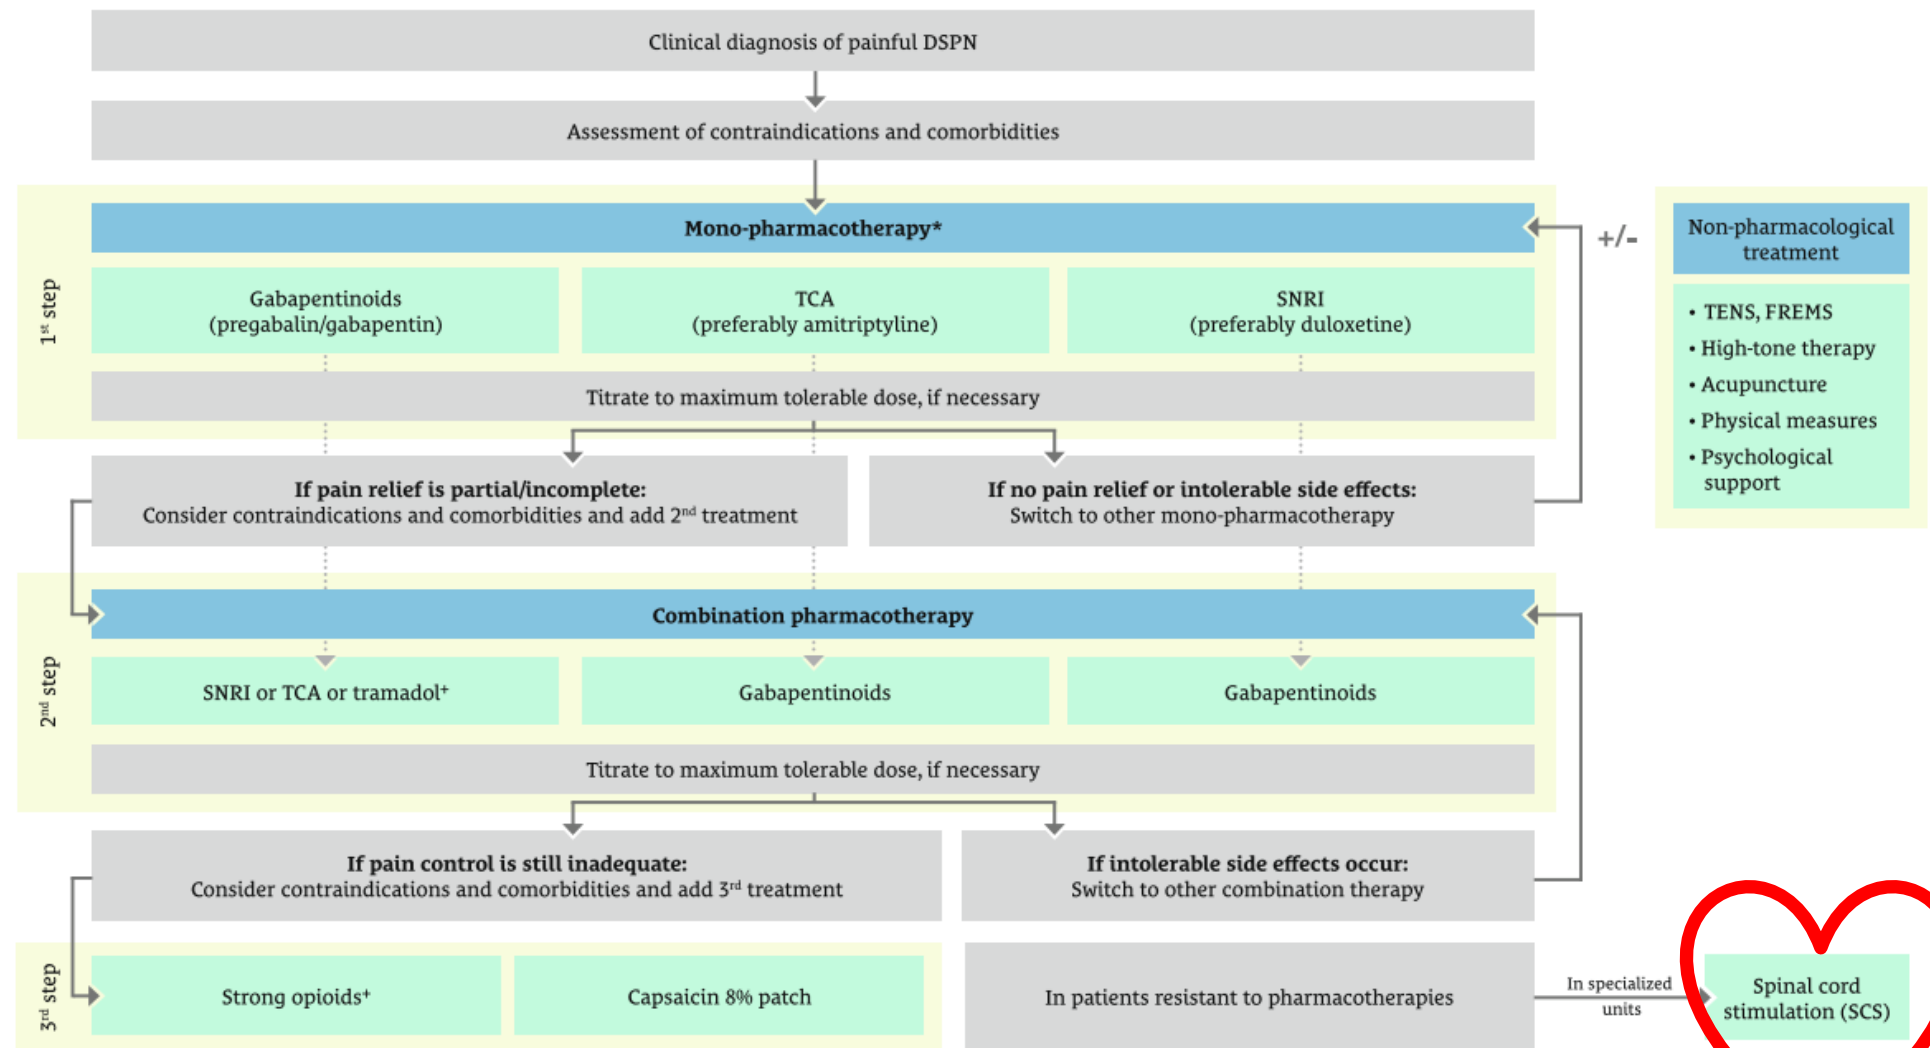 Clinical diagnosis of painful DSPN
Assessment of contraindications and comorbidities
1st step
Mono-pharmacotherapy*
Gabapentinoids
(pregabalin/gabapentin)
TCA
(preferably amitriptyline)
SNRI
(preferably duloxetine)
Titrate to maximum tolerable dose, if necessary
+/-
Non-pharmacological
treatment
• TENS, FREMS
• High-tone therapy
• Acupuncture
• Physical measures
• Psychological
support
If pain relief is partial/incomplete:
Consider contraindications and comorbidities and add 2nd treatment
If no pain relief or intolerable side effects:
Switch to other mono-pharmacotherapy
2nd step
Combination pharmacotherapy
SNRI or TCA or tramadol+
Gabapentinoids
Gabapentinoids
Titrate to maximum tolerable dose, if necessary
If pain control is still inadequate:
Consider contraindications and comorbidities and add 3rd treatment
If intolerable side effects occur:
Switch to other combination therapy
3rd step
Strong opioids+
Capsaicin 8% patch
In patients resistant to pharmacotherapies
In specialized
units
Spinal cord
stimulation (SCS)